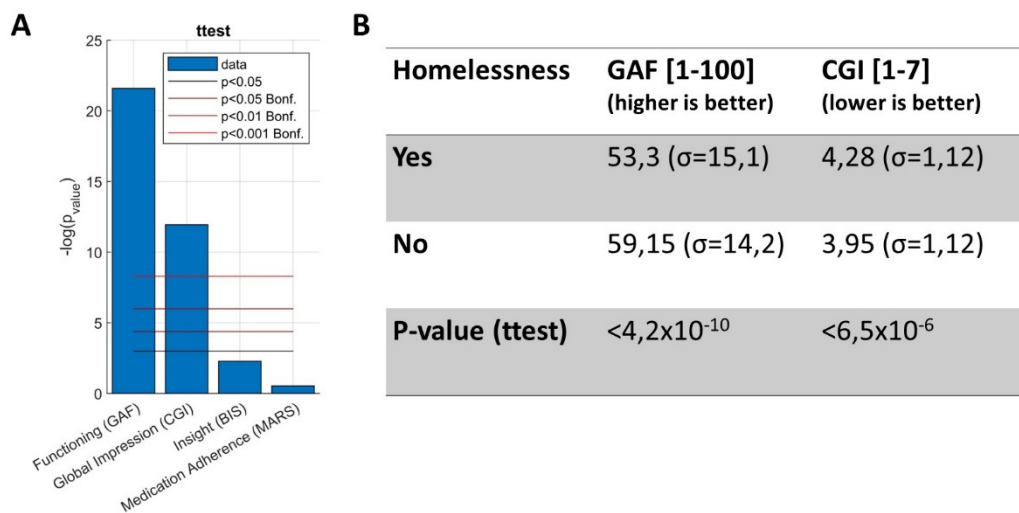 A
ttest
25
20
15
10
5
0
-log(p_value)
data
p<0.05
p<0.05 Bonf.
p<0.01 Bonf.
p<0.001 Bonf.
Functioning (GAF)
Global Impression (CGI)
Insight (BIS)
Medication Adherence (MARS)
B
Homelessness GAF [1-100] CGI [1-7]
(higher is better) (lower is better)
Yes 53,3 (σ=15,1) 4,28 (σ=1,12)
No 59,15 (σ=14,2) 3,95 (σ=1,12)
P-value (ttest) <4,2x10⁻¹⁰ <6,5x10⁻⁶